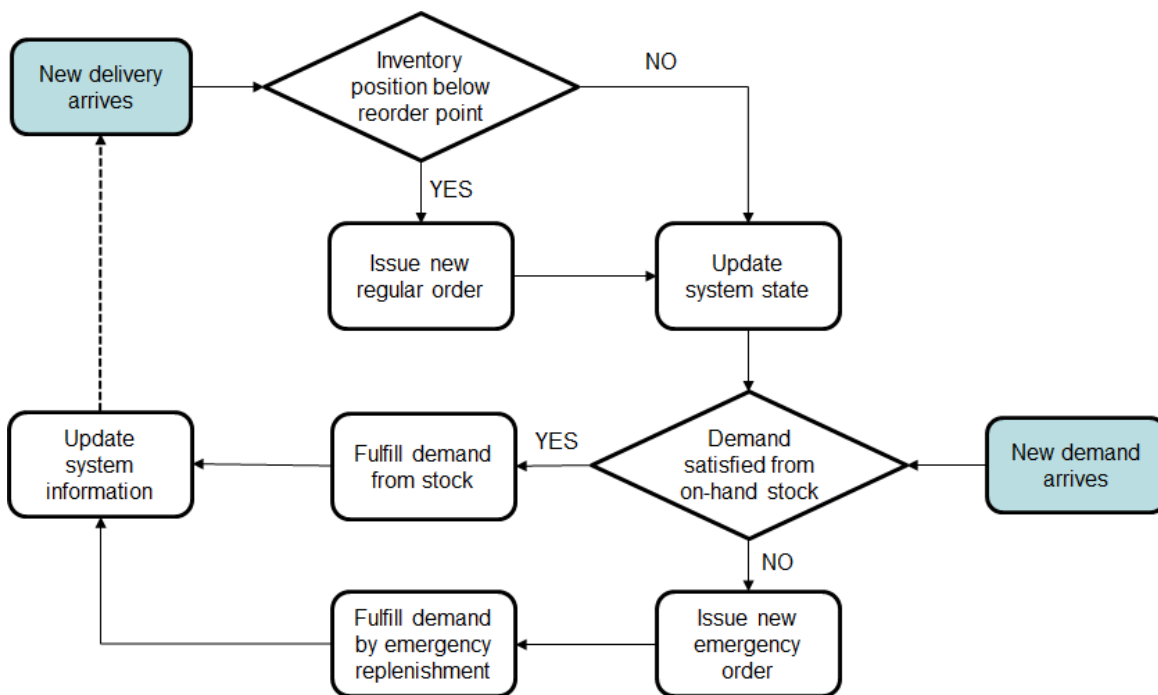 New delivery
arrives
Inventory
position below
reorder point
NO
YES
Issue new
regular order
Update
system state
Update
system
information
Fulfill demand
from stock
YES
Demand
satisfied from
on-hand stock
New demand
arrives
NO
Fulfill demand
by emergency
replenishment
Issue new
emergency
order